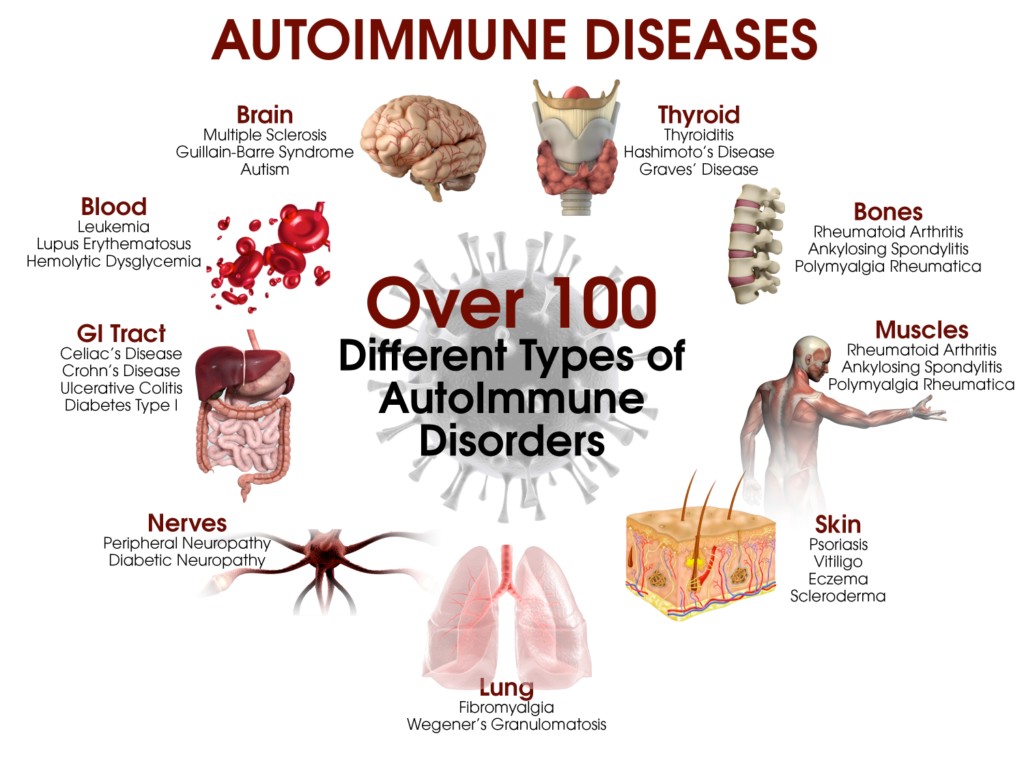 AUTOIMMUNE DISEASES
Brain
Multiple Sclerosis
Guillain-Barre Syndrome
Autism
Thyroid
Thyroiditis
Hashimoto's Disease
Graves' Disease
Blood
Leukemia
Lupus Erythematosus
Hemolytic Dysglycemia
Bones
Rheumatoid Arthritis
Ankylosing Spondylitis
Polymyalgia Rheumatica
Over 100
Different Types of
AutoImmune
Disorders
GI Tract
Celiac's Disease
Crohn's Disease
Ulcerative Colitis
Diabetes Type I
Muscles
Rheumatoid Arthritis
Ankylosing Spondylitis
Polymyalgia Rheumatica
Nerves
Peripheral Neuropathy
Diabetic Neuropathy
Skin
Psoriasis
Vitiligo
Eczema
Scleroderma
Lung
Fibromyalgia
Wegener's Granulomatosis